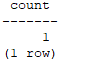 count
-------
1
(1 row)